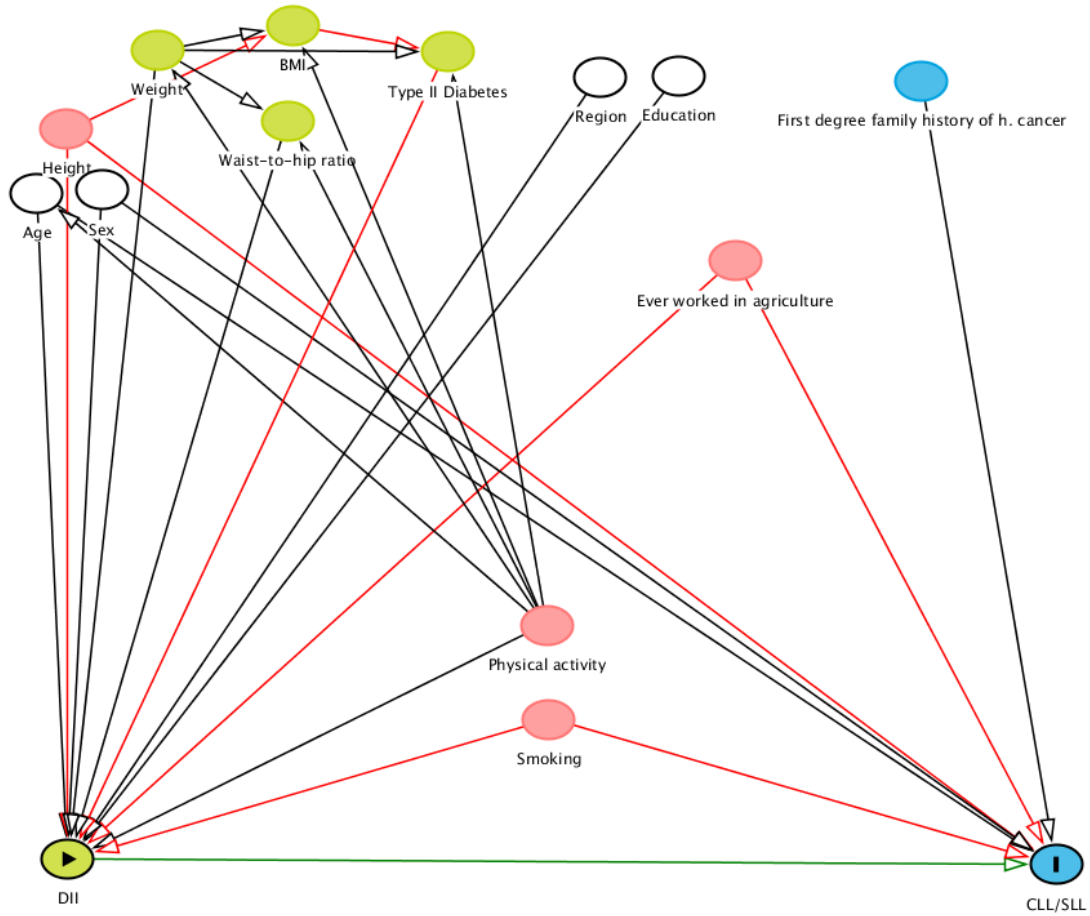 BMI
Weight
Type II Diabetes
Region
Education
First degree family history of h. cancer
Waist-to-hip ratio
Height
Age
Sex
Ever worked in agriculture
Physical activity
Smoking
DII
CLL/SLL